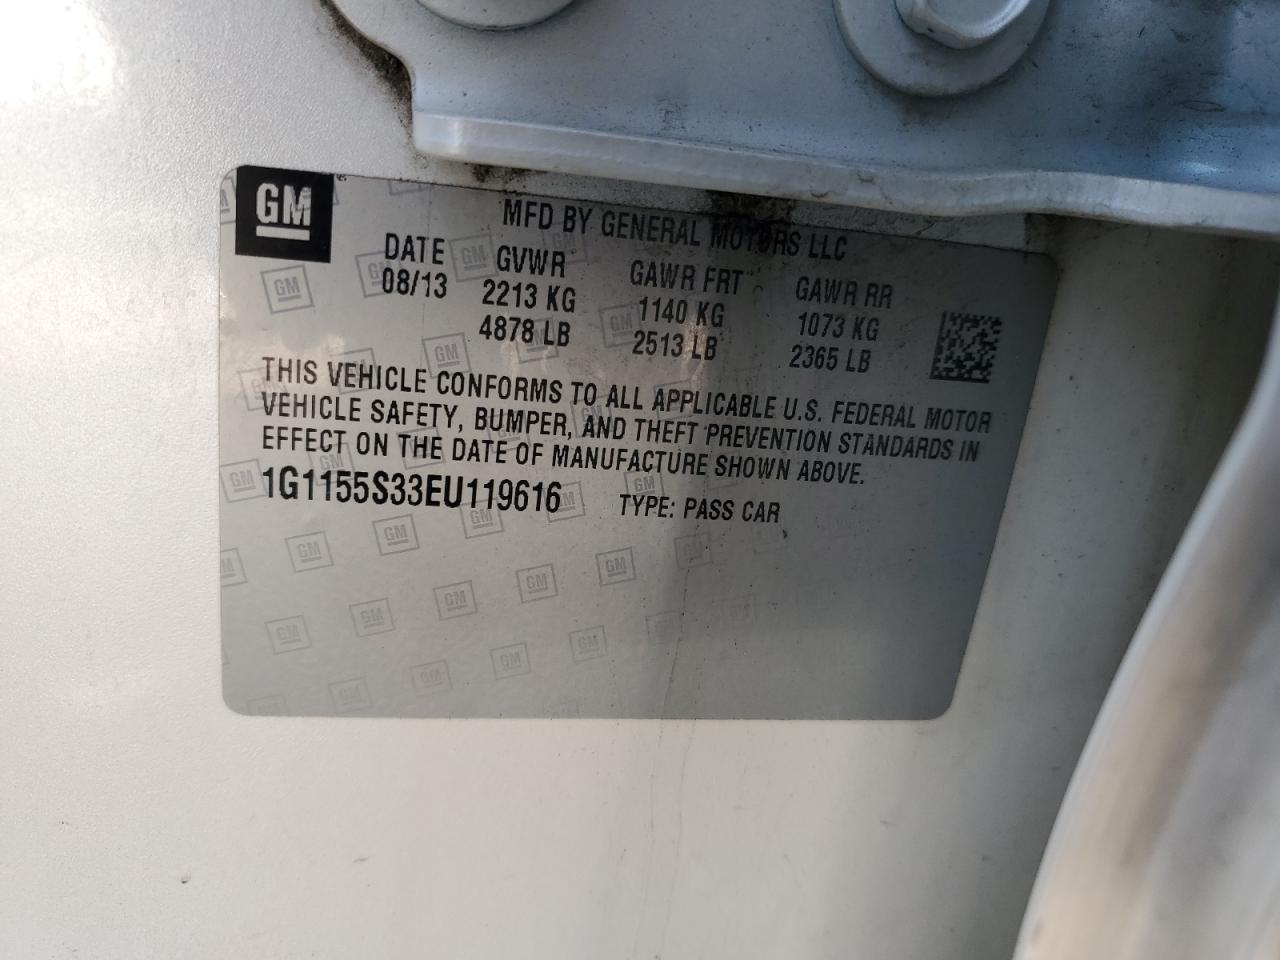 GM
MFD BY GENERAL MOTORS LLC
DATE GVWR GAWR FRT GAWR RR
08/13 2213 KG 1140 KG 1073 KG
4878 LB 2513 LB 2365 LB
THIS VEHICLE CONFORMS TO ALL APPLICABLE U.S. FEDERAL MOTOR
VEHICLE SAFETY, BUMPER, AND THEFT PREVENTION STANDARDS IN
EFFECT ON THE DATE OF MANUFACTURE SHOWN ABOVE.
1G1155S33EU119616 TYPE: PASS CAR